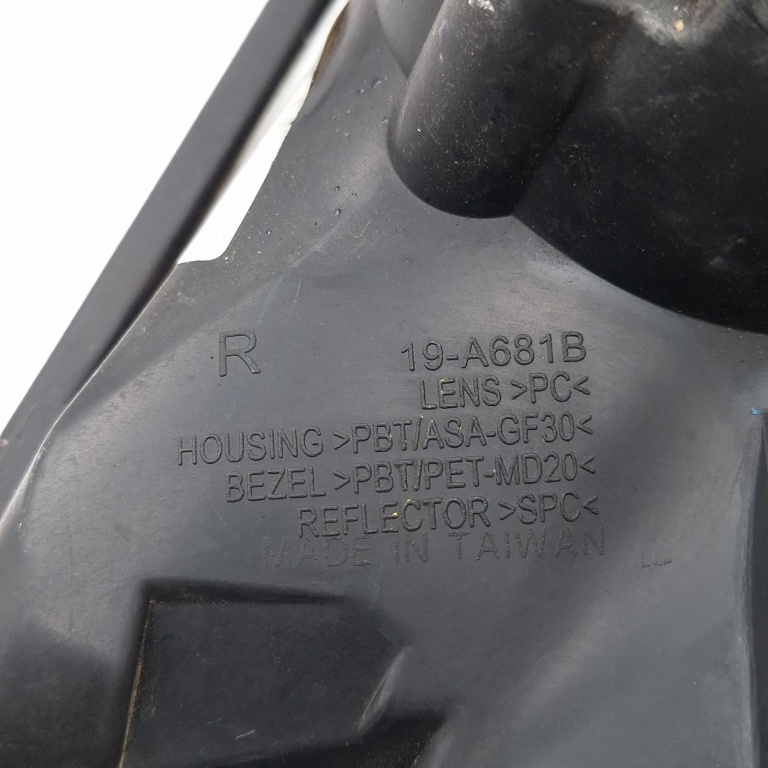 R 19-A681B
LENS >PC<
HOUSING >PBT/ASA-GF30<
BEZEL >PBT/PET-MD20<
REFLECTOR >SPC<
MADE IN TAIWAN